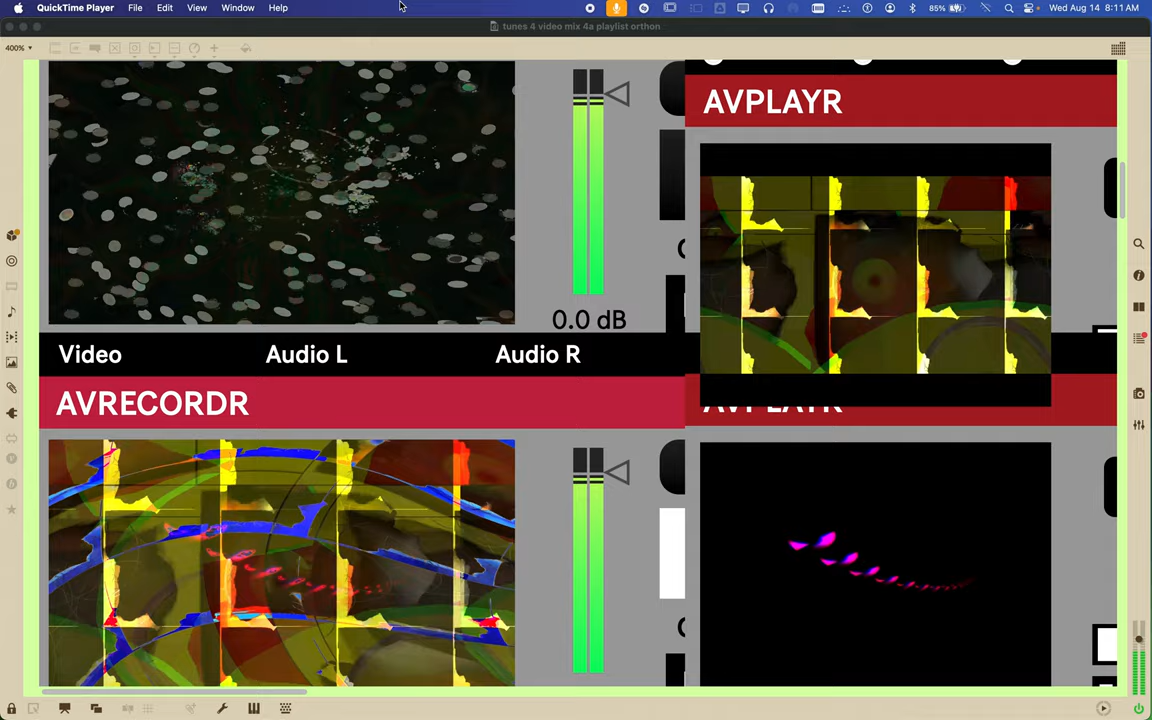 QuickTime Player File Edit View Window Help 85% Wed Aug 14 8:11 AM
tunes 4 video mix 4a playlist orthon
400%
AVPLAYR
0.0 dB
Video Audio L Audio R
AVRECORDR
AVPLAYR